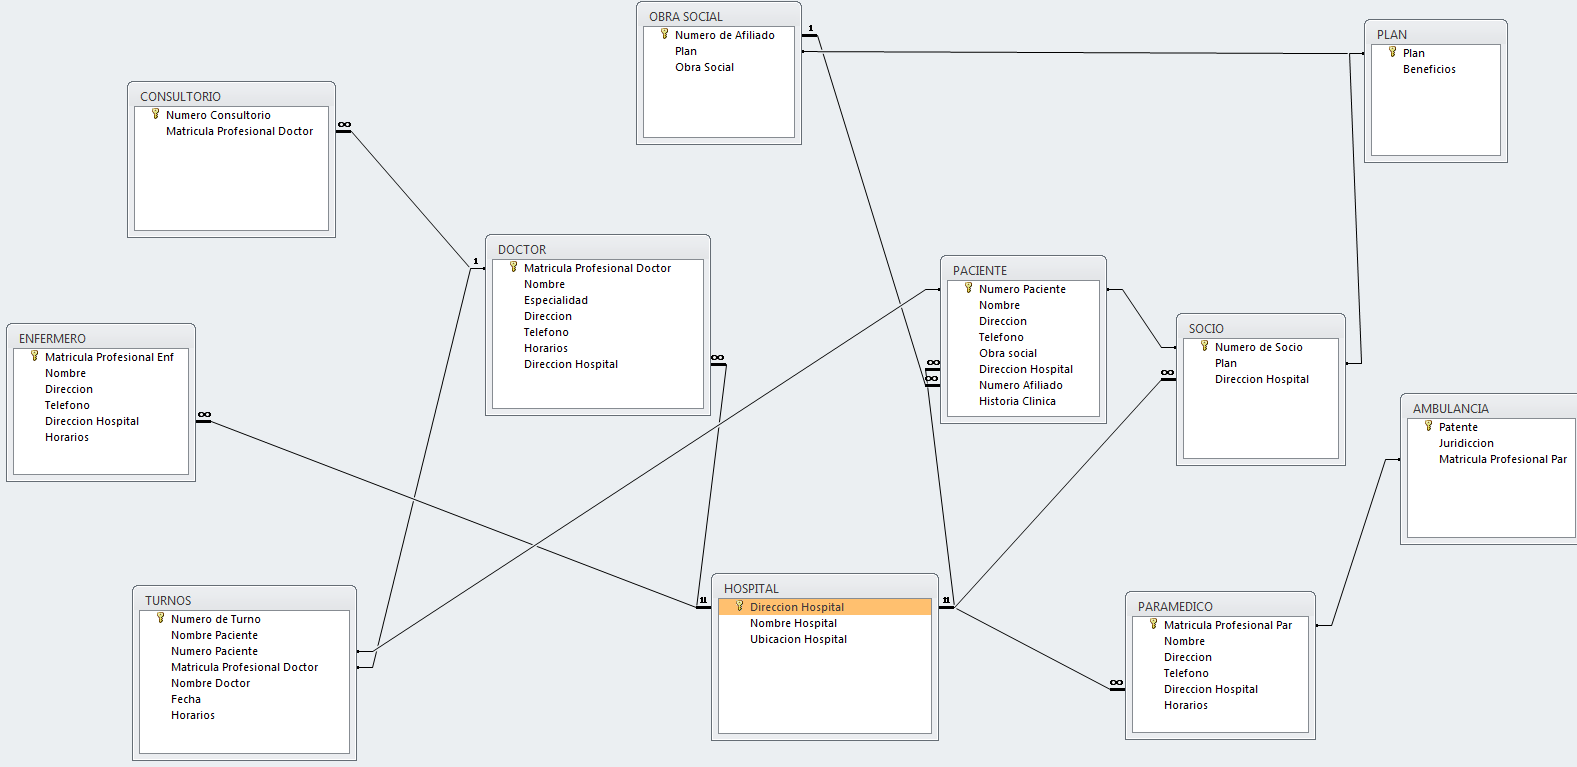 OBRA SOCIAL
Numero de Afiliado
Plan
Obra Social
1
PLAN
Plan
Beneficios
CONSULTORIO
Numero Consultorio
Matricula Profesional Doctor
∞
DOCTOR
1
Matricula Profesional Doctor
Nombre
Especialidad
Direccion
Telefono
Horarios
Direccion Hospital
∞
PACIENTE
Numero Paciente
Nombre
Direccion
Telefono
Obra social
Direccion Hospital
Numero Afiliado
Historia Clinica
∞
∞
SOCIO
Numero de Socio
Plan
Direccion Hospital
∞
ENFERMERO
Matricula Profesional Enf
Nombre
Direccion
Telefono
Direccion Hospital
Horarios
∞
AMBULANCIA
Patente
Juridiccion
Matricula Profesional Par
TURNOS
Numero de Turno
Nombre Paciente
Numero Paciente
Matricula Profesional Doctor
Nombre Doctor
Fecha
Horarios
HOSPITAL
11
Direccion Hospital
11
Nombre Hospital
Ubicacion Hospital
PARAMEDICO
Matricula Profesional Par
Nombre
Direccion
Telefono
Direccion Hospital
Horarios
∞